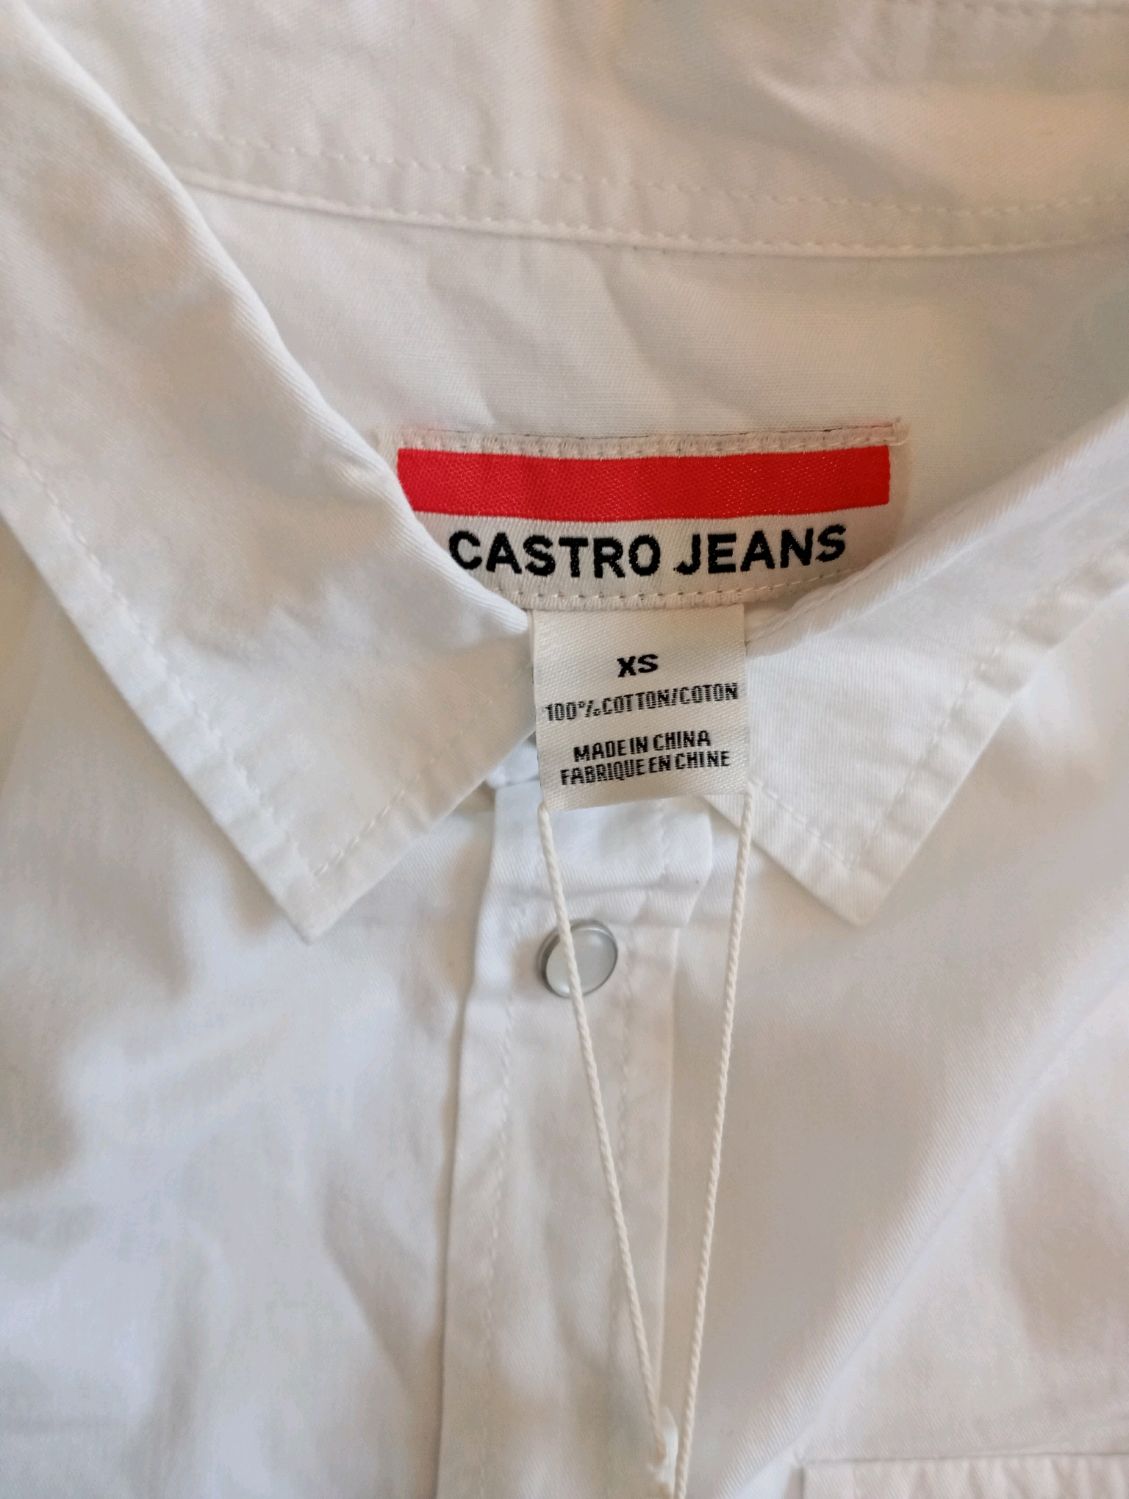 CASTRO JEANS
XS
100% COTTON/COTON
MADE IN CHINA
FABRIQUE EN CHINE